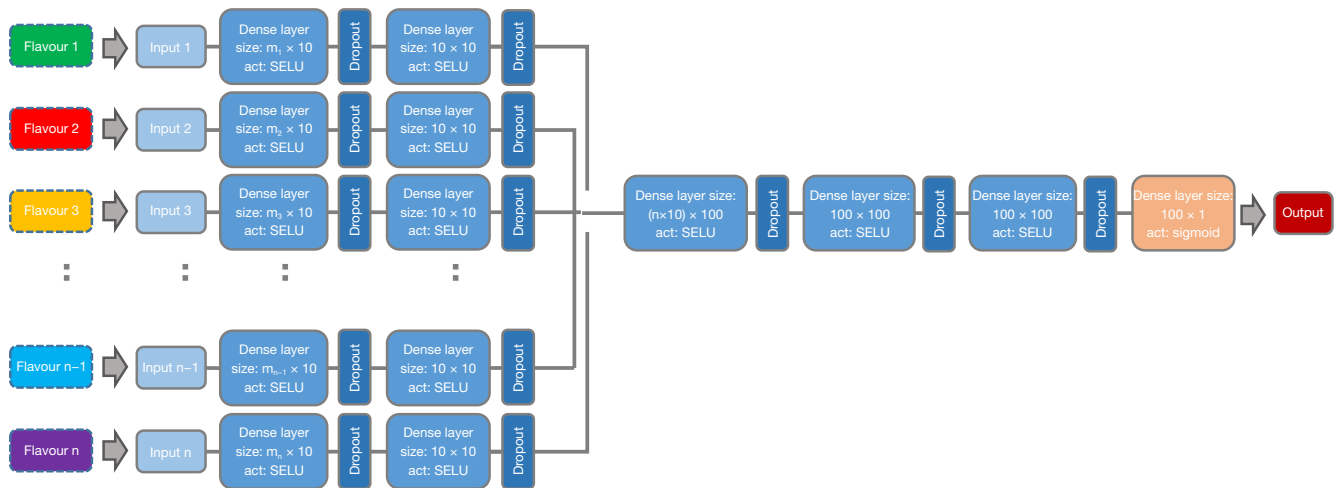 Flavour 1
Input 1
Dense layer
size: m₁ × 10
act: SELU
Dropout
Dense layer
size: 10 × 10
act: SELU
Dropout
Flavour 2
Input 2
Dense layer
size: m₂ × 10
act: SELU
Dropout
Dense layer
size: 10 × 10
act: SELU
Dropout
Flavour 3
Input 3
Dense layer
size: m₃ × 10
act: SELU
Dropout
Dense layer
size: 10 × 10
act: SELU
Dropout
Flavour n−1
Input n−1
Dense layer
size: mₙ₋₁ × 10
act: SELU
Dropout
Dense layer
size: 10 × 10
act: SELU
Dropout
Flavour n
Input n
Dense layer
size: mₙ × 10
act: SELU
Dropout
Dense layer
size: 10 × 10
act: SELU
Dropout
Dense layer size:
(n×10) × 100
act: SELU
Dropout
Dense layer size:
100 × 100
act: SELU
Dropout
Dense layer size:
100 × 100
act: SELU
Dropout
Dense layer size:
100 × 1
act: sigmoid
Output